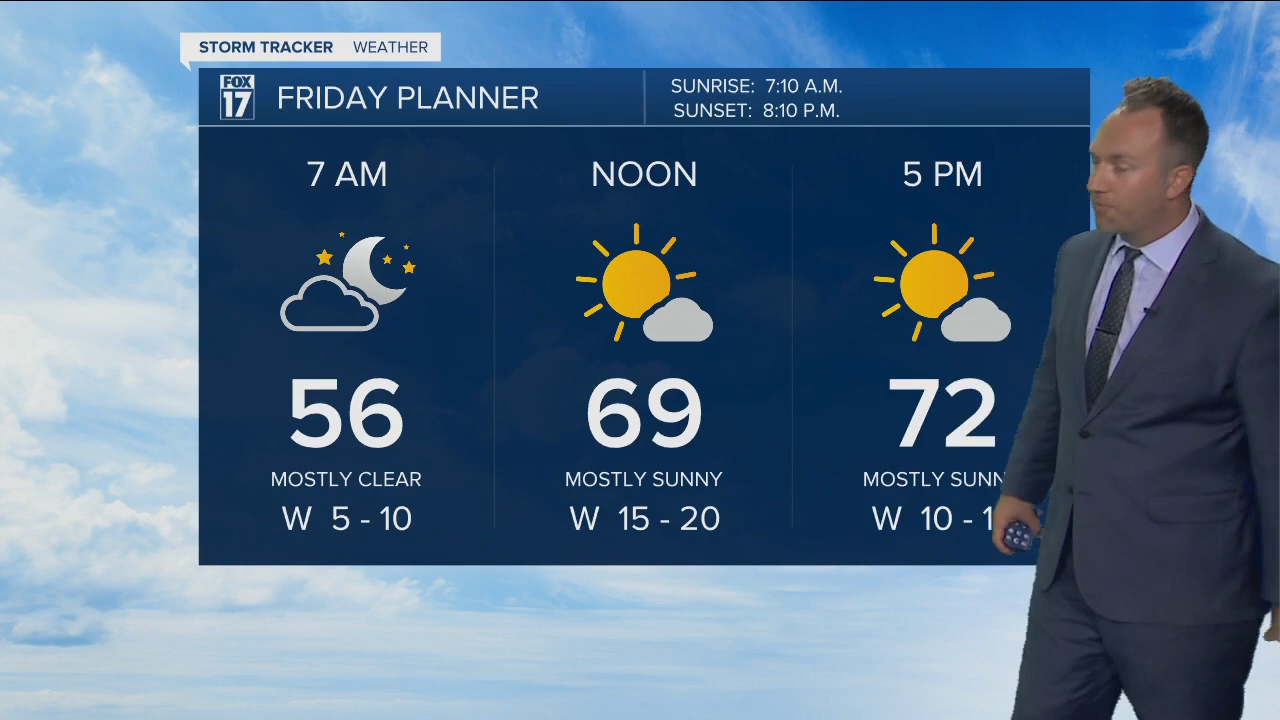 STORM TRACKER WEATHER
FOX
17
FRIDAY PLANNER
SUNRISE: 7:10 A.M.
SUNSET: 8:10 P.M.
7 AM
56
MOSTLY CLEAR
W 5 - 10
NOON
69
MOSTLY SUNNY
W 15 - 20
5 PM
72
MOSTLY
W 10 -